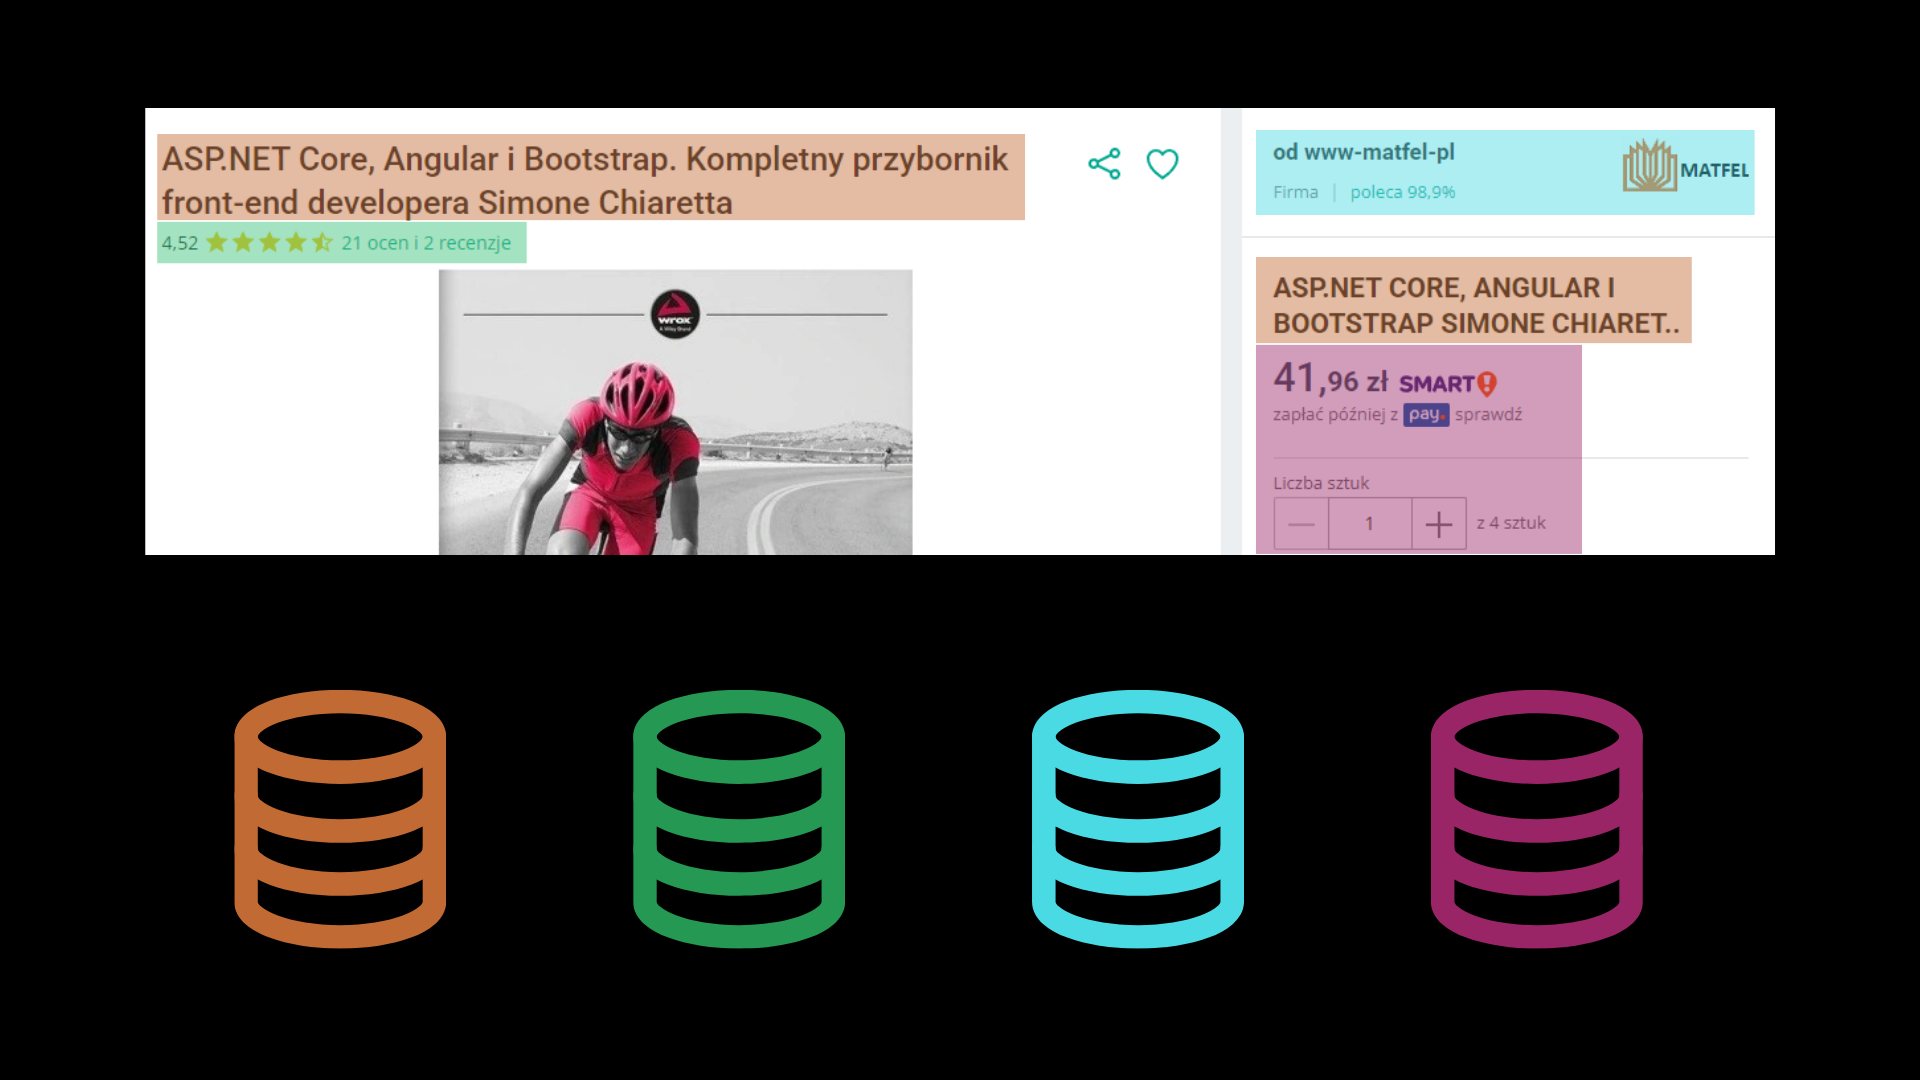 ASP.NET Core, Angular i Bootstrap. Kompletny przybornik
front-end developera Simone Chiaretta
4,52 21 ocen i 2 recenzje
wrox
A Wiley Brand
od www-matfel-pl
Firma | poleca 98,9%
MATFEL
ASP.NET CORE, ANGULAR I
BOOTSTRAP SIMONE CHIARET..
41,96 zł SMART!
zapłać później z pay. sprawdź
Liczba sztuk
— 1 + z 4 sztuk